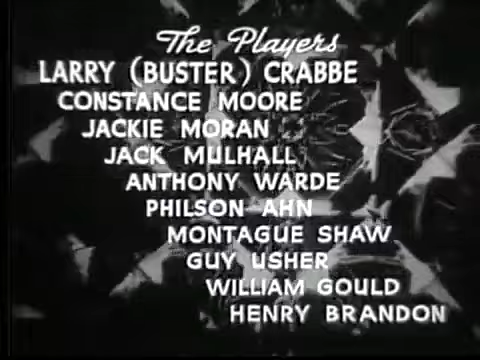 The Players
LARRY (BUSTER) CRABBE
CONSTANCE MOORE
JACKIE MORAN
JACK MULHALL
ANTHONY WARDE
PHILSON AHN
MONTAGUE SHAW
GUY USHER
WILLIAM GOULD
HENRY BRANDON